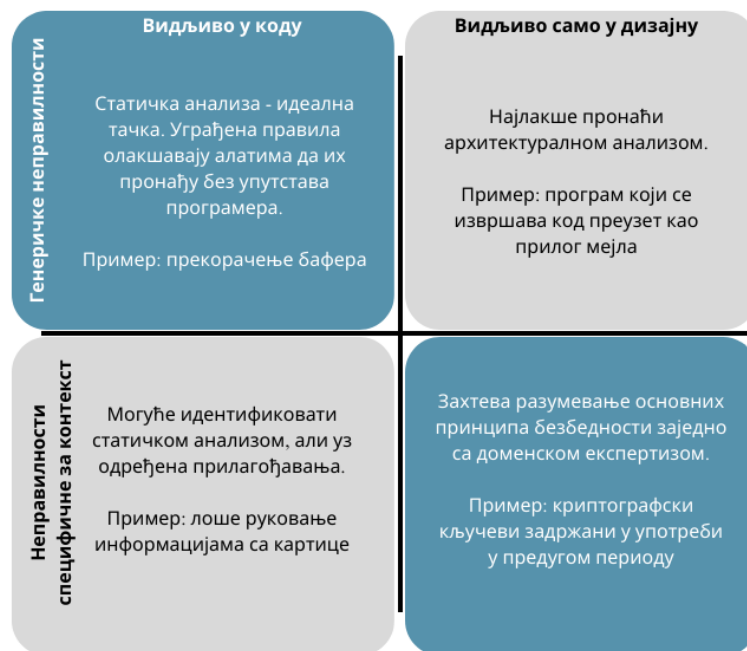 Видљиво у коду
Видљиво само у дизајну
Генеричке неправилности
Статичка анализа - идеална
тачка. Уграђена правила
олакшавају алатима да их
пронађу без упутстава
програмера.
Пример: прекорачење бафера
Најлакше пронаћи
архитектуралном анализом.
Пример: програм који се
извршава код преузет као
прилог мејла
Неправилности
специфичне за контекст
Могуће идентификовати
статичком анализом, али уз
одређена прилагођавања.
Пример: лоше руковање
информацијама са картице
Захтева разумевање основних
принципа безбедности заједно
са доменском експертизом.
Пример: криптографски
кључеви задржани у употреби
у предугом периоду